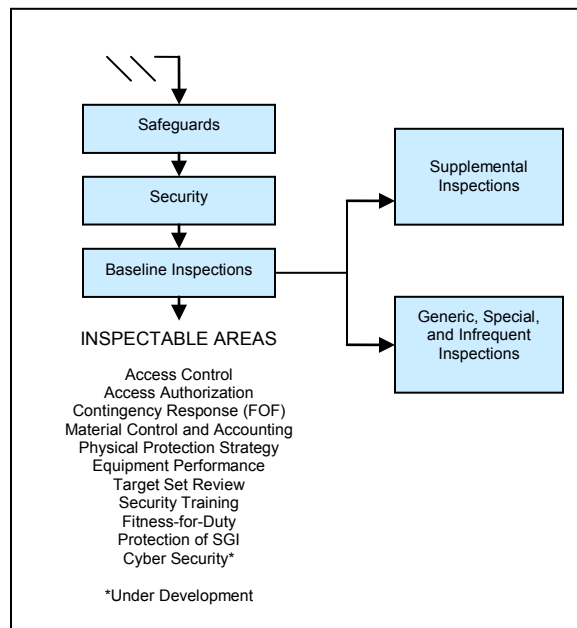 Safeguards
Security
Baseline Inspections
Supplemental
Inspections
Generic, Special,
and Infrequent
Inspections
INSPECTABLE AREAS
Access Control
Access Authorization
Contingency Response (FOF)
Material Control and Accounting
Physical Protection Strategy
Equipment Performance
Target Set Review
Security Training
Fitness-for-Duty
Protection of SGI
Cyber Security*
*Under Development